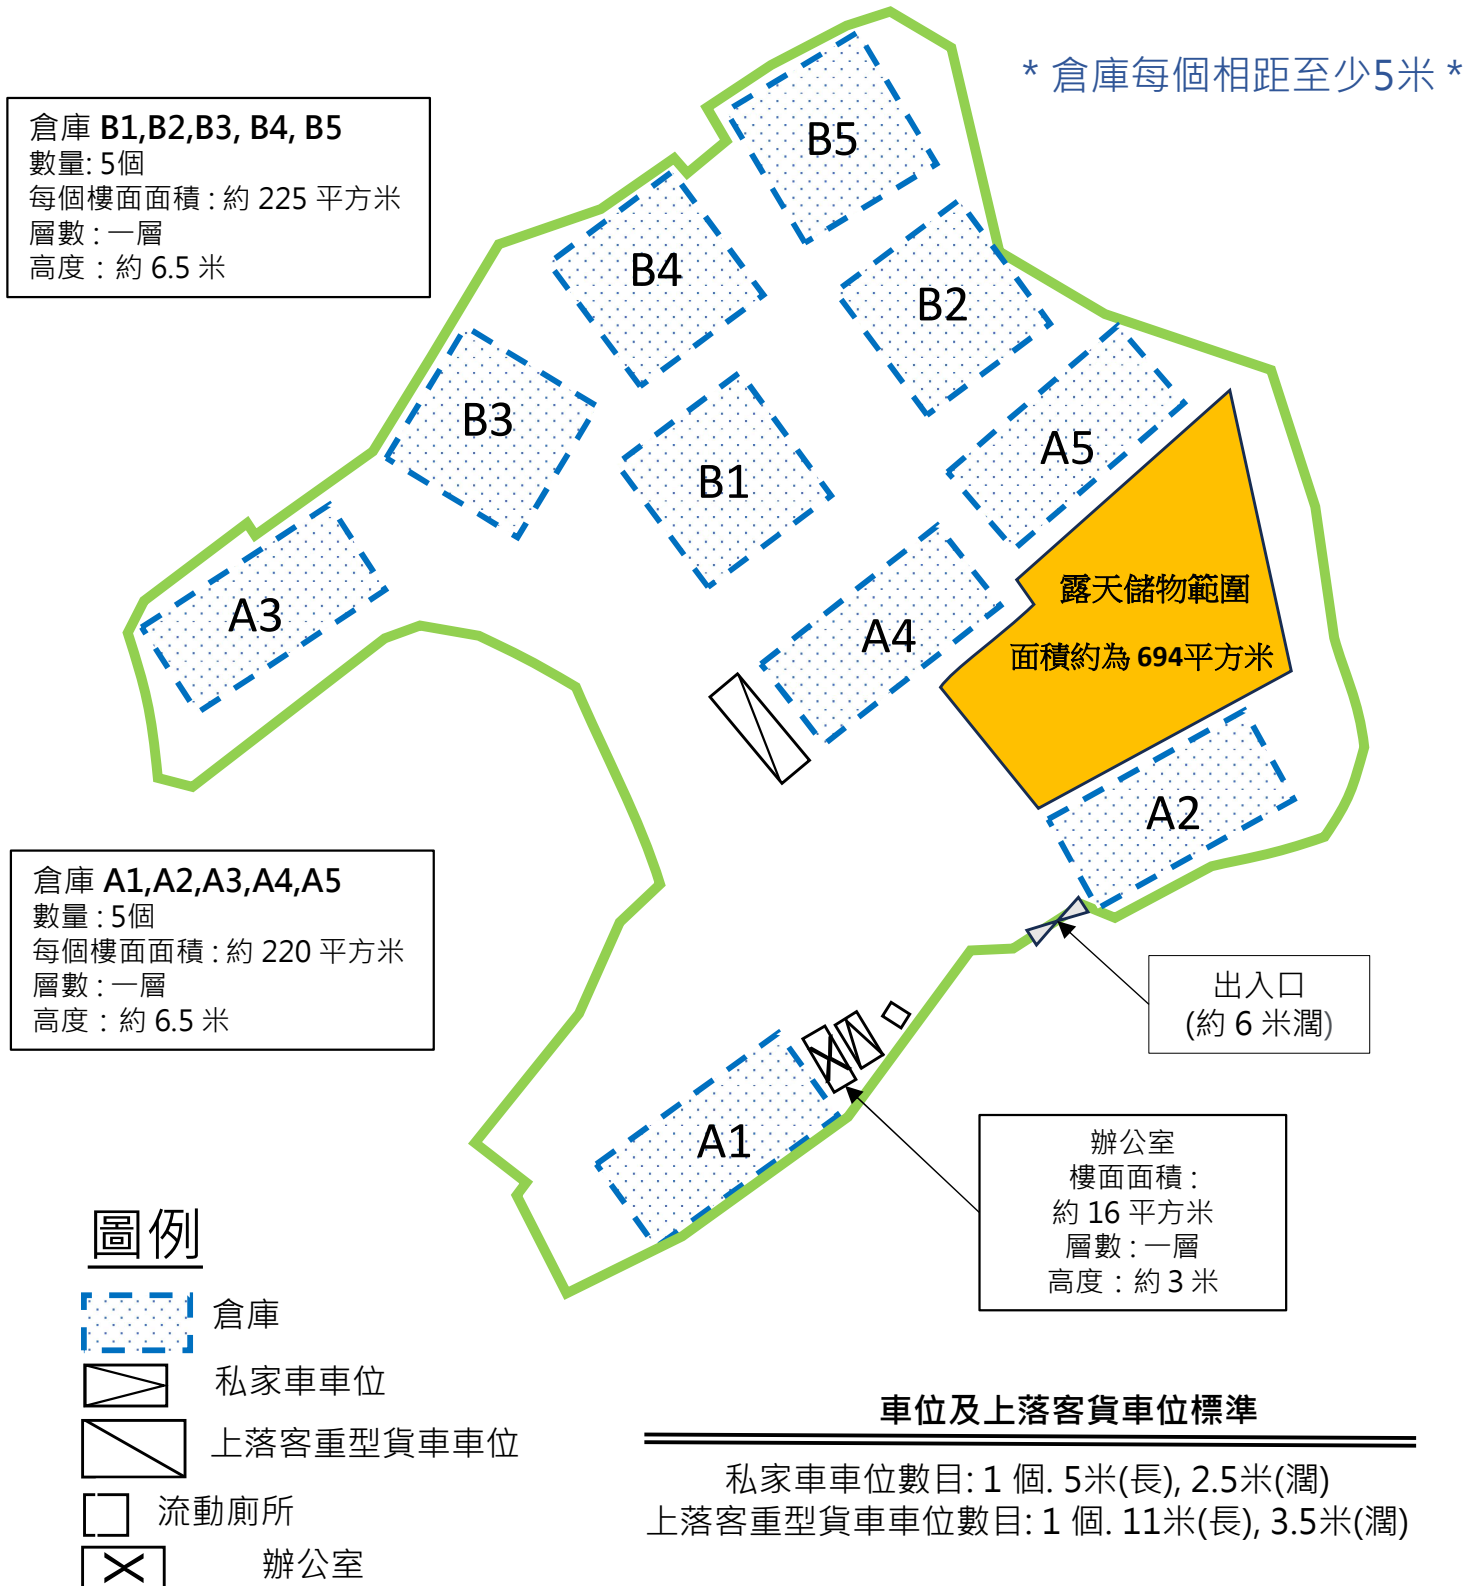 * 倉庫每個相距至少5米 *
倉庫 B1,B2,B3, B4, B5
數量: 5個
每個樓面面積 : 約 225 平方米
層數 : 一層
高度 : 約 6.5 米
B5
B4
B2
B3
B1
A5
A3
A4
露天儲物範圍
面積約為 694平方米
A2
倉庫 A1,A2,A3,A4,A5
數量 : 5個
每個樓面面積 : 約 220 平方米
層數 : 一層
高度 : 約 6.5 米
出入口
(約 6 米濶)
A1
辦公室
樓面面積 :
約 16 平方米
層數 : 一層
高度 : 約 3 米
圖例
倉庫
私家車車位
上落客重型貨車車位
流動廁所
辦公室
車位及上落客貨車位標準
私家車車位數目: 1 個. 5米(長), 2.5米(濶)
上落客重型貨車車位數目: 1 個. 11米(長), 3.5米(濶)